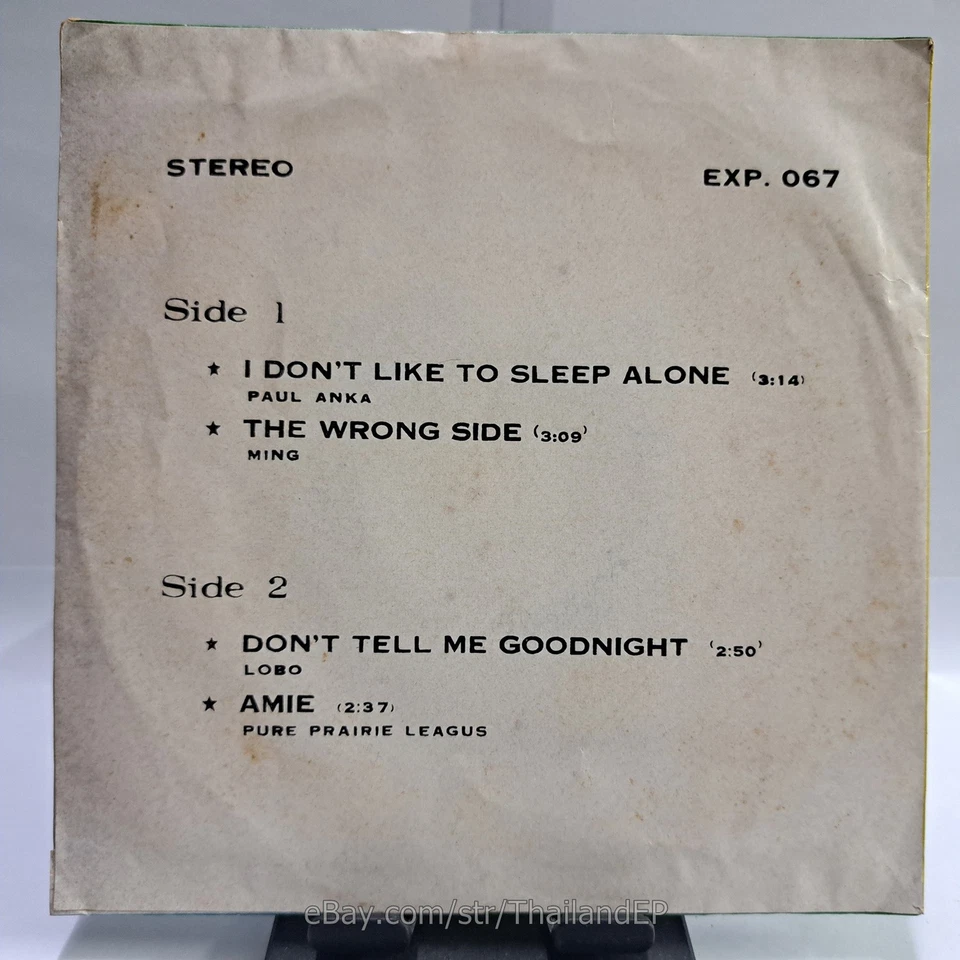 STEREO
EXP. 067
Side 1
★ I DON'T LIKE TO SLEEP ALONE (3:14)
PAUL ANKA
★ THE WRONG SIDE (3:09)
MING
Side 2
★ DON'T TELL ME GOODNIGHT (2:50)
LOBO
★ AMIE (2:37)
PURE PRAIRIE LEAGUS
eBay.com/str/ThailandEP